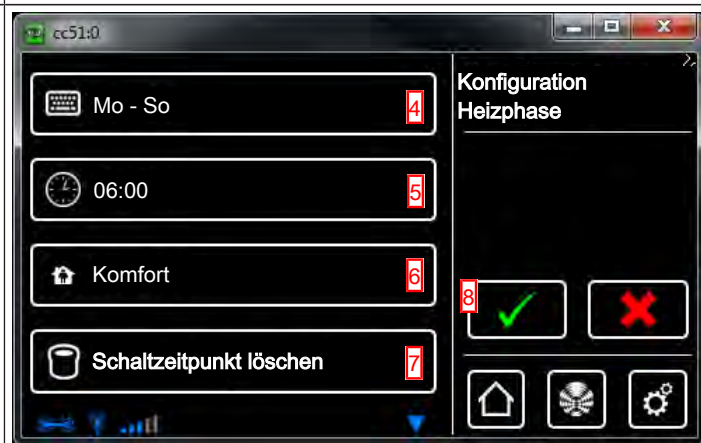 cc51:0
Mo - So 4
06:00 5
Komfort 6
Schaltzeitpunkt löschen 7
Konfiguration
Heizphase
8